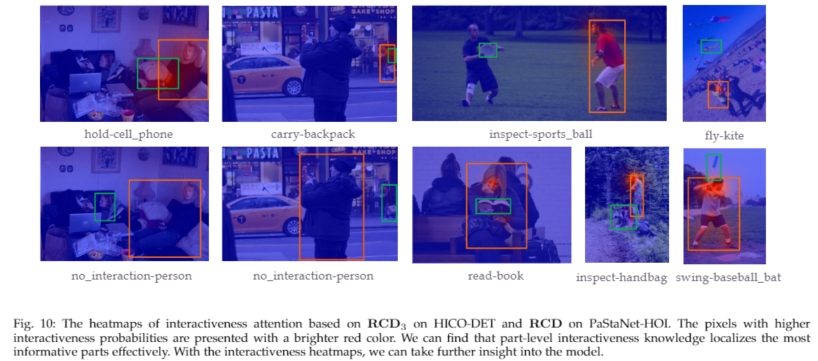 PASTA
BAKE SHOP
hold-cell_phone
carry-backpack
inspect-sports_ball
fly-kite
PASTA
no_interaction-person
no_interaction-person
read-book
inspect-handbag
swing-baseball_bat
Fig. 10: The heatmaps of interactiveness attention based on RCD₃ on HICO-DET and RCD on PaStaNet-HOI. The pixels with higher
interactiveness probabilities are presented with a brighter red color. We can find that part-level interactiveness knowledge localizes the most
informative parts effectively. With the interactiveness heatmaps, we can take further insight into the model.